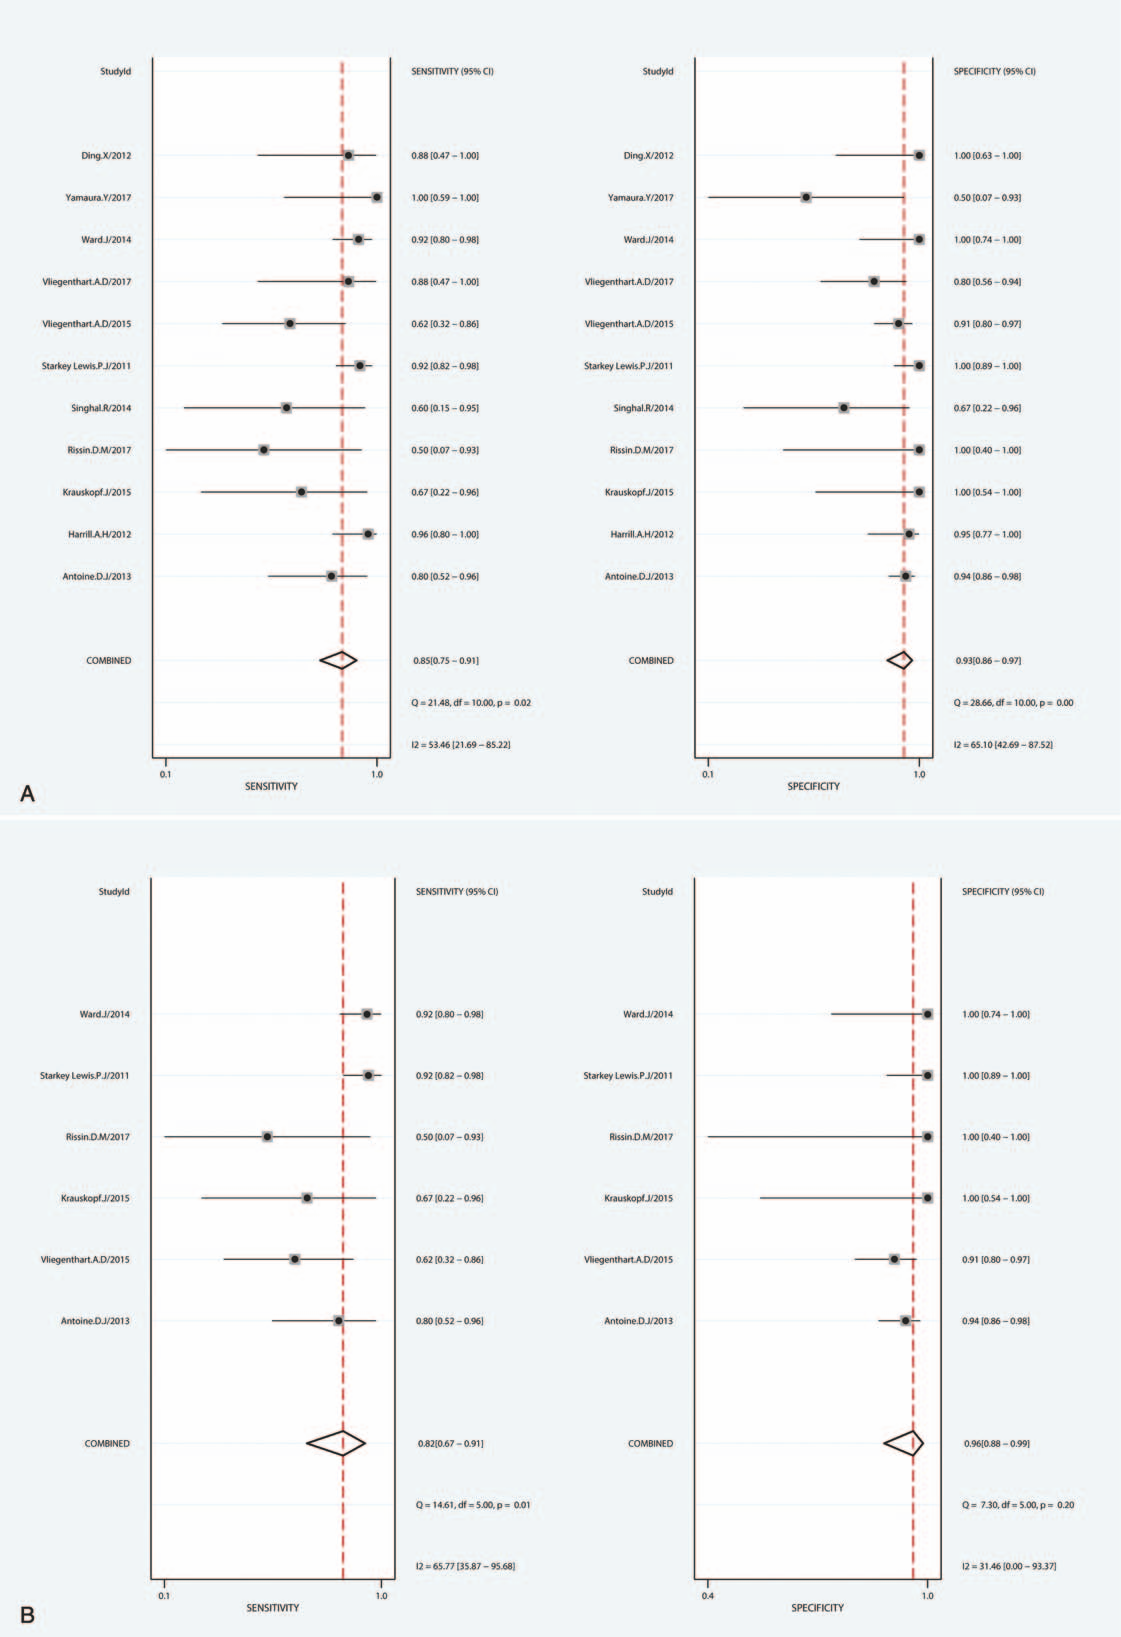 StudyId SENSITIVITY (95% CI) StudyId SPECIFICITY (95% CI)
Ding.X/2012 0.88 [0.47 – 1.00] Ding.X/2012 1.00 [0.63 – 1.00]
Yamaura.Y/2017 1.00 [0.59 – 1.00] Yamaura.Y/2017 0.50 [0.07 – 0.93]
Ward.J/2014 0.92 [0.80 – 0.98] Ward.J/2014 1.00 [0.74 – 1.00]
Vliegenthart.A.D/2017 0.88 [0.47 – 1.00] Vliegenthart.A.D/2017 0.80 [0.56 – 0.94]
Vliegenthart.A.D/2015 0.62 [0.32 – 0.86] Vliegenthart.A.D/2015 0.91 [0.80 – 0.97]
Starkey Lewis.P.J/2011 0.92 [0.82 – 0.98] Starkey Lewis.P.J/2011 1.00 [0.89 – 1.00]
Singhal.R/2014 0.60 [0.15 – 0.95] Singhal.R/2014 0.67 [0.22 – 0.96]
Rissin.D.M/2017 0.50 [0.07 – 0.93] Rissin.D.M/2017 1.00 [0.40 – 1.00]
Krauskopf.J/2015 0.67 [0.22 – 0.96] Krauskopf.J/2015 1.00 [0.54 – 1.00]
Harrill.A.H/2012 0.96 [0.80 – 1.00] Harrill.A.H/2012 0.95 [0.77 – 1.00]
Antoine.D.J/2013 0.80 [0.52 – 0.96] Antoine.D.J/2013 0.94 [0.86 – 0.98]
COMBINED 0.85[0.75 – 0.91] COMBINED 0.93[0.86 – 0.97]
Q = 21.48, df = 10.00, p = 0.02 Q = 28.66, df = 10.00, p = 0.00
I2 = 53.46 [21.69 – 85.22] I2 = 65.10 [42.69 – 87.52]
0.1 1.0 0.1 1.0
SENSITIVITY SPECIFICITY
A
StudyId SENSITIVITY (95% CI) StudyId SPECIFICITY (95% CI)
Ward.J/2014 0.92 [0.80 – 0.98] Ward.J/2014 1.00 [0.74 – 1.00]
Starkey Lewis.P.J/2011 0.92 [0.82 – 0.98] Starkey Lewis.P.J/2011 1.00 [0.89 – 1.00]
Rissin.D.M/2017 0.50 [0.07 – 0.93] Rissin.D.M/2017 1.00 [0.40 – 1.00]
Krauskopf.J/2015 0.67 [0.22 – 0.96] Krauskopf.J/2015 1.00 [0.54 – 1.00]
Vliegenthart.A.D/2015 0.62 [0.32 – 0.86] Vliegenthart.A.D/2015 0.91 [0.80 – 0.97]
Antoine.D.J/2013 0.80 [0.52 – 0.96] Antoine.D.J/2013 0.94 [0.86 – 0.98]
COMBINED 0.82[0.67 – 0.91] COMBINED 0.96[0.88 – 0.99]
Q = 14.61, df = 5.00, p = 0.01 Q = 7.30, df = 5.00, p = 0.20
I2 = 65.77 [35.87 – 95.68] I2 = 31.46 [0.00 – 93.37]
0.1 1.0 0.4 1.0
SENSITIVITY SPECIFICITY
B